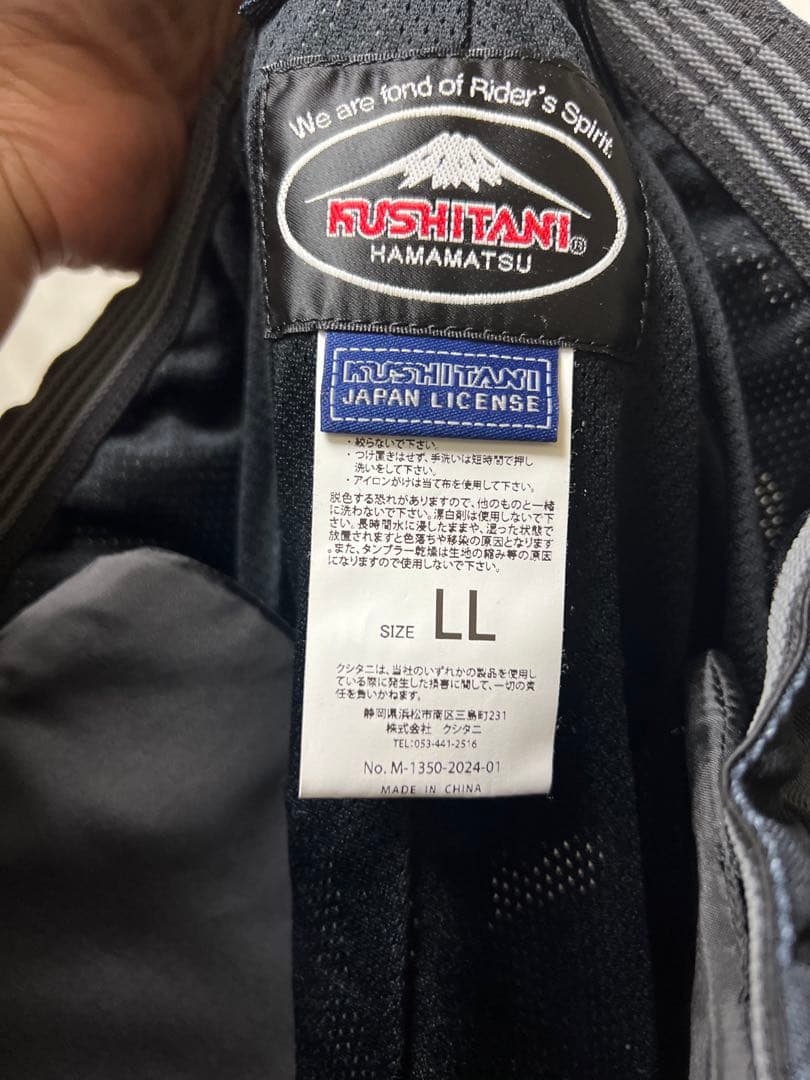 We are fond of Rider's Spirit.
KUSHITANI®
HAMAMATSU
KUSHITANI
JAPAN LICENSE
・絞らないで下さい。
・つけ置きはせず、手洗いは短時間で押し
洗いをして下さい。
・アイロンがけは当て布を使用して下さい。
脱色する恐れがありますので、他のものと一緒
に洗わないで下さい。漂白剤は使用しないで下
さい。長時間水に浸したままや、湿った状態で
放置されますと色落ちや移染の原因となります
。また、タンブラー乾燥は生地の縮み等の原因
になりますので使用しないで下さい。
SIZE LL
クシタニは、当社のいずれかの製品を使用し
ている際に発生した損害に関して、一切の責
任を負いかねます。
静岡県浜松市南区三島町231
株式会社 クシタニ
TEL:053-441-2516
No. M-1350-2024-01
MADE IN CHINA